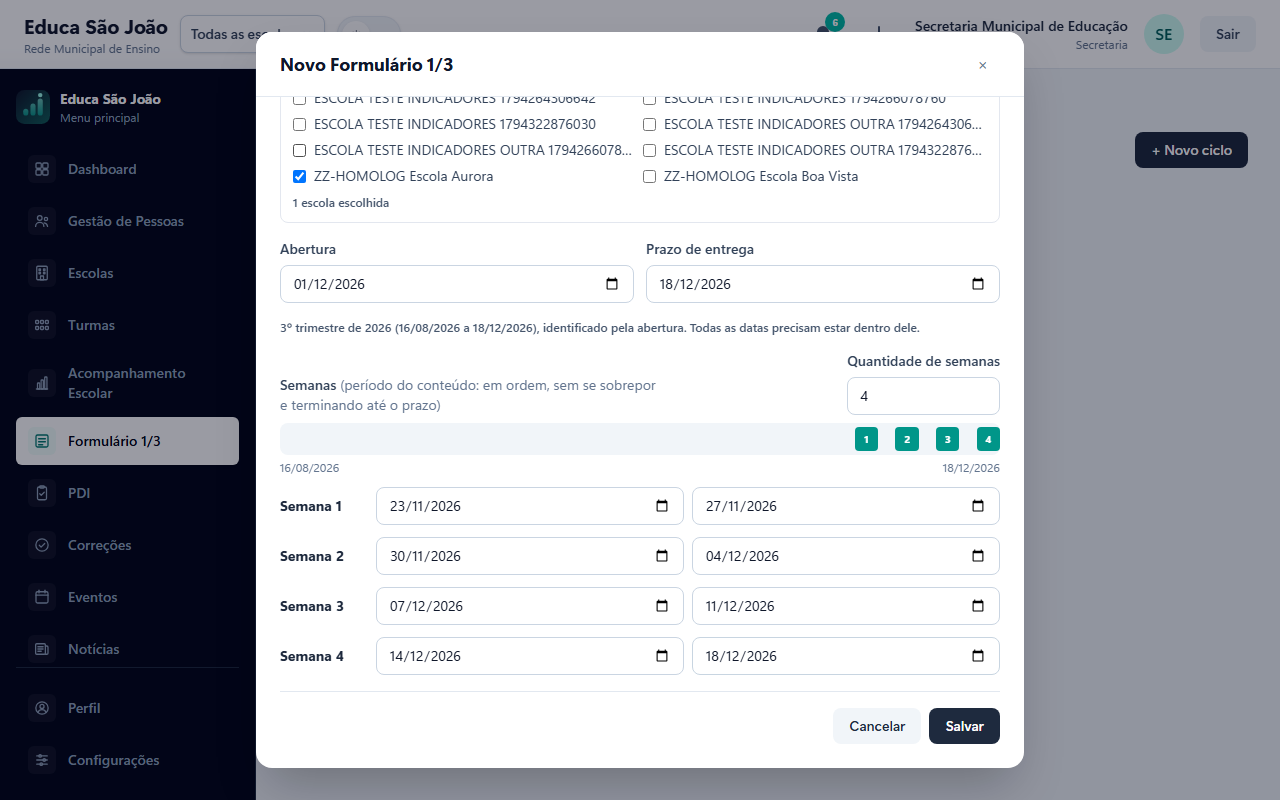 Educa São João
Rede Municipal de Ensino
Todas as
6
Secretaria Municipal de Educação
Secretaria
SE
Sair
Educa São João
Menu principal
Dashboard
Gestão de Pessoas
Escolas
Turmas
Acompanhamento
Escolar
Formulário 1/3
PDI
Correções
Eventos
Notícias
Perfil
Configurações
+ Novo ciclo
Novo Formulário 1/3
×
ESCOLA TESTE INDICADORES 1794264306642
ESCOLA TESTE INDICADORES 1794266078760
ESCOLA TESTE INDICADORES 1794322876030
ESCOLA TESTE INDICADORES OUTRA 1794264306...
ESCOLA TESTE INDICADORES OUTRA 1794266078...
ESCOLA TESTE INDICADORES OUTRA 1794322876...
ZZ-HOMOLOG Escola Aurora
ZZ-HOMOLOG Escola Boa Vista
1 escola escolhida
Abertura
Prazo de entrega
01/12/2026
18/12/2026
3º trimestre de 2026 (16/08/2026 a 18/12/2026), identificado pela abertura. Todas as datas precisam estar dentro dele.
Quantidade de semanas
Semanas (período do conteúdo: em ordem, sem se sobrepor
e terminando até o prazo)
4
1 2 3 4
16/08/2026
18/12/2026
Semana 1
23/11/2026
27/11/2026
Semana 2
30/11/2026
04/12/2026
Semana 3
07/12/2026
11/12/2026
Semana 4
14/12/2026
18/12/2026
Cancelar
Salvar